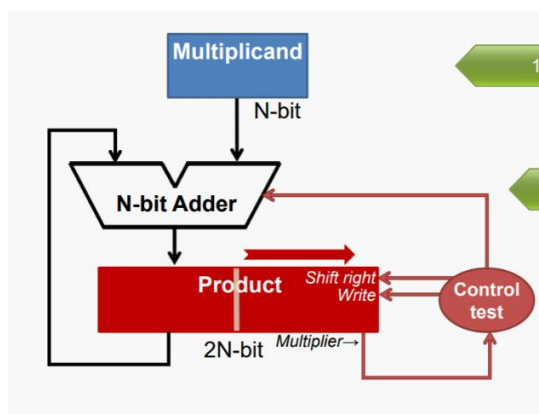 Multiplicand
1
N-bit
N-bit Adder
Product
Shift right
Write
Control
test
2N-bit
Multiplier→